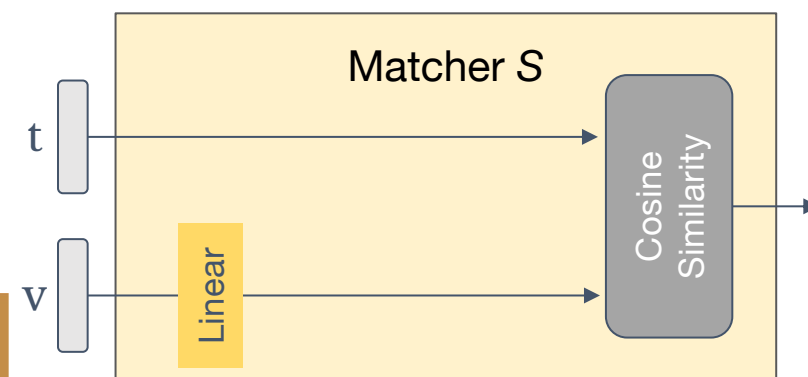 Matcher S
t
Cosine
Similarity
v
Linear